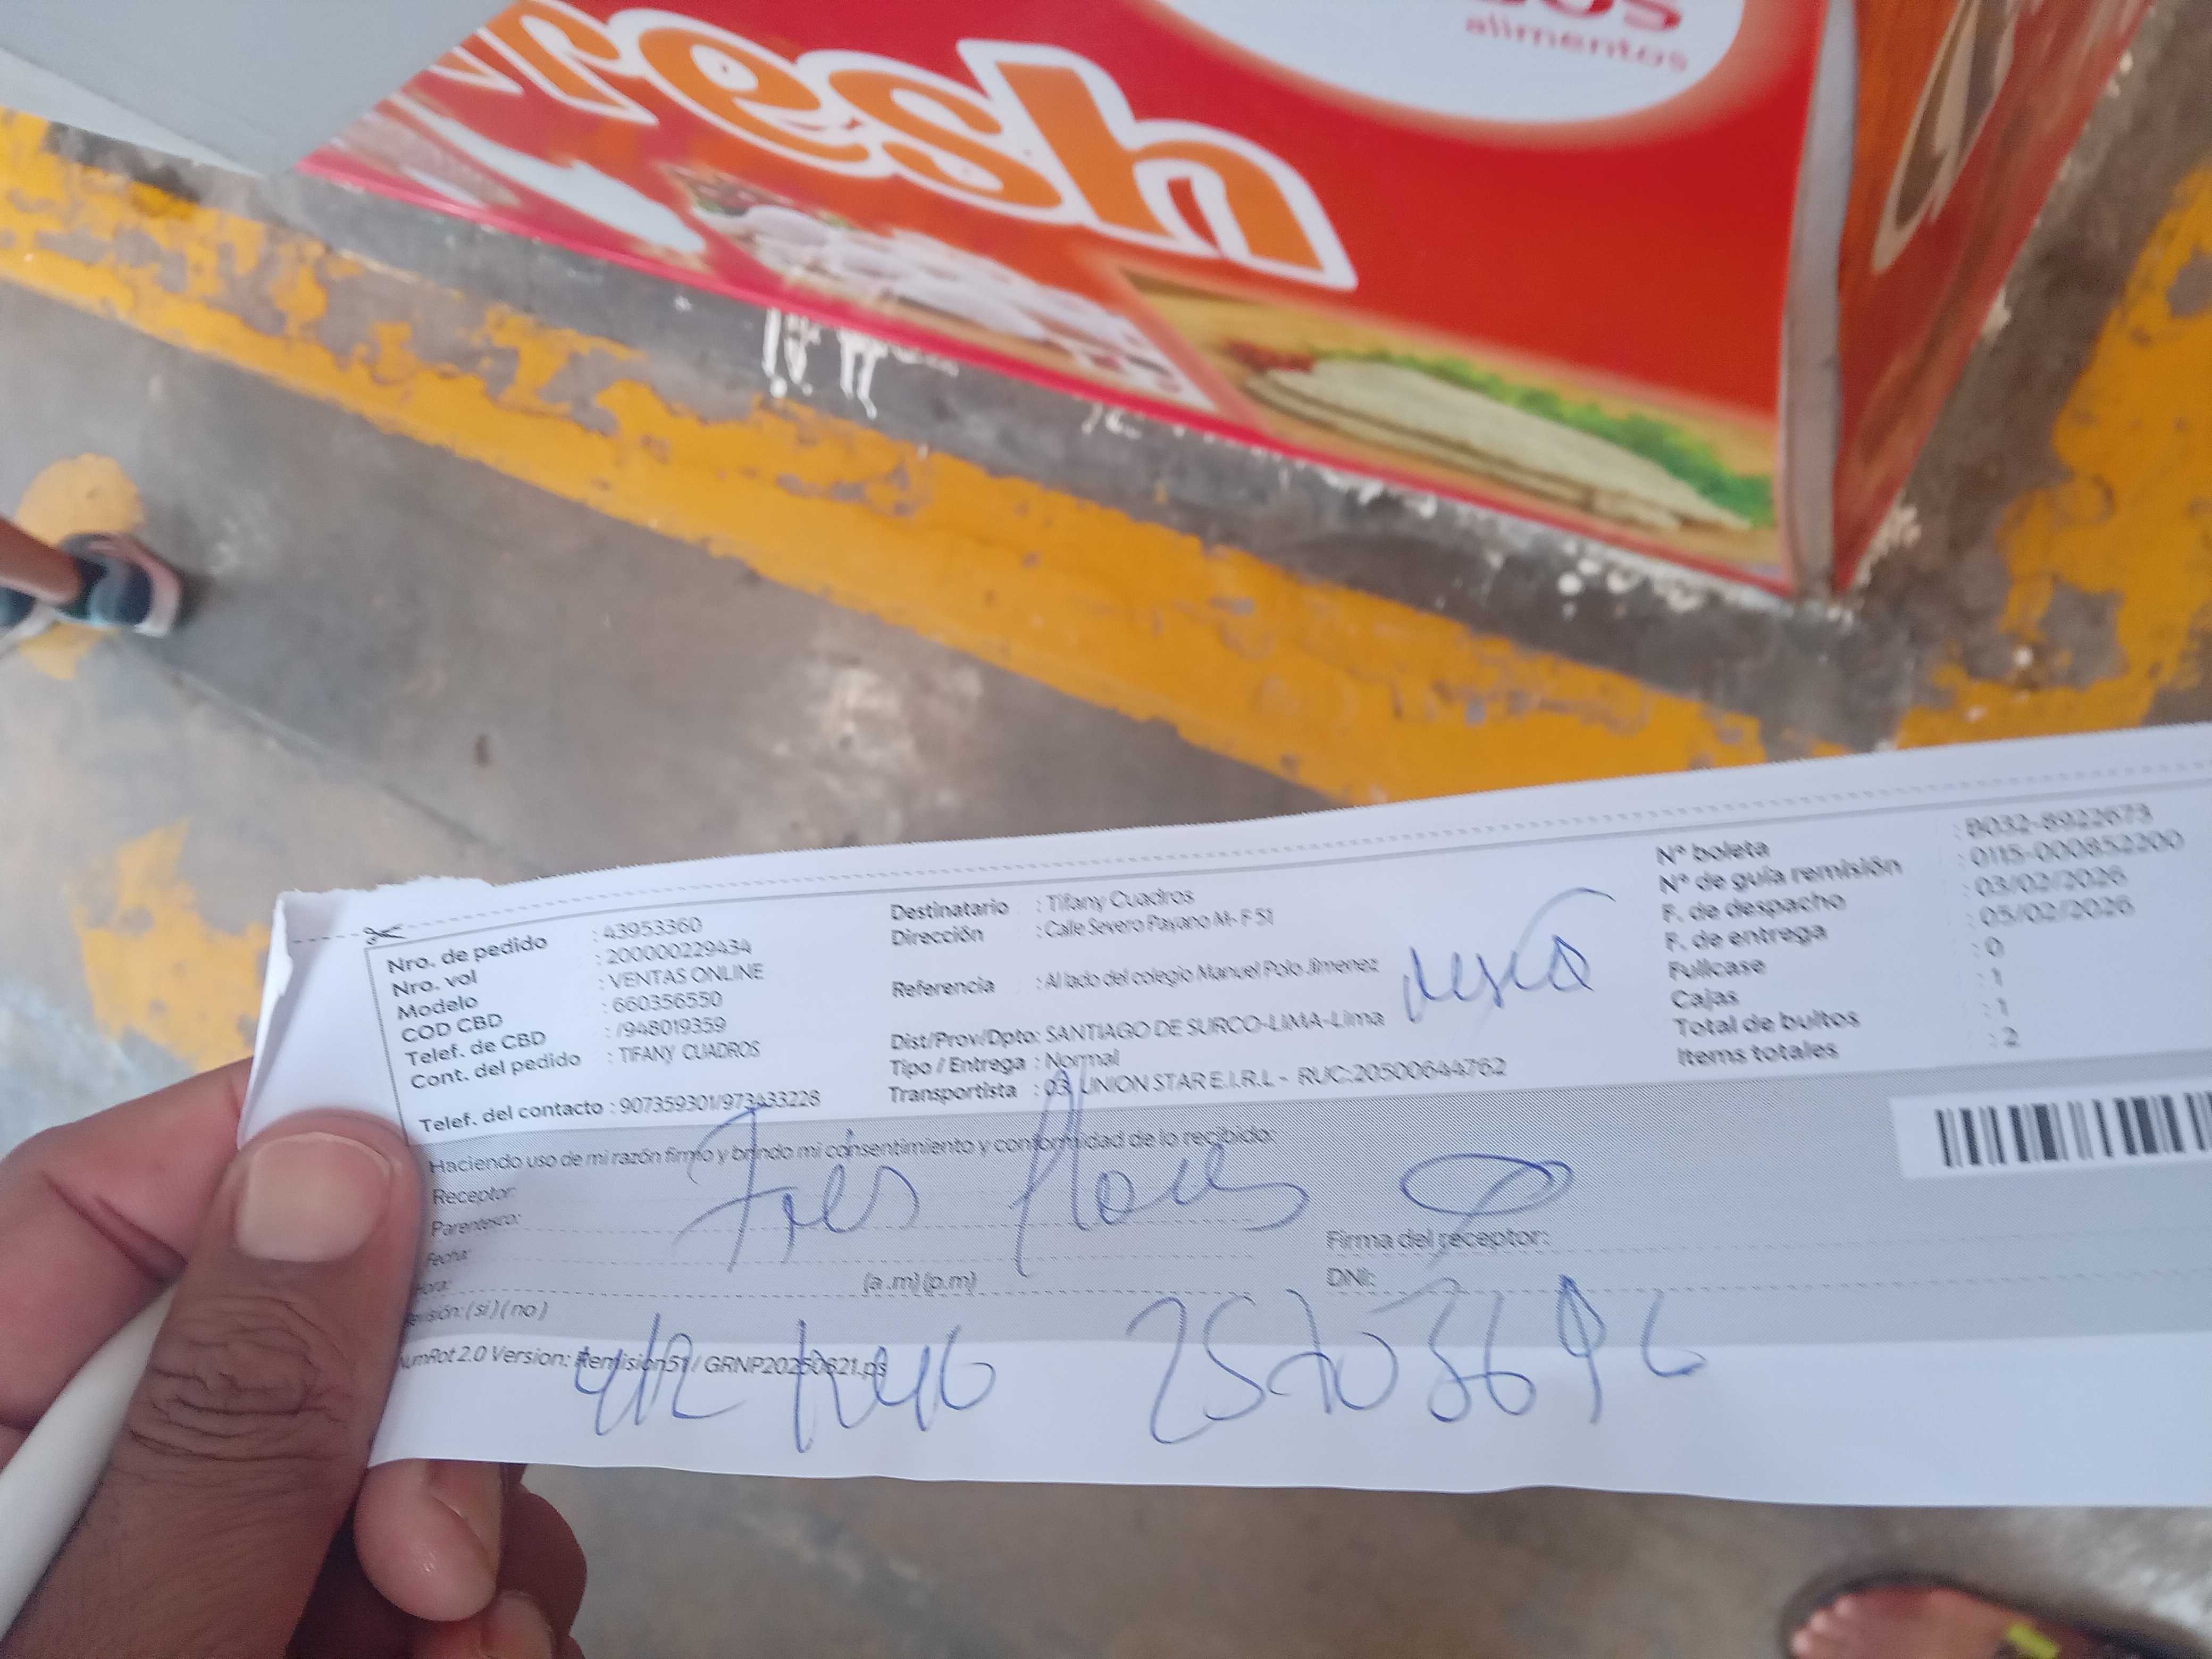 resh
alimentos
Nro. de pedido : 43953360
Nro. vol : 200000229434
Modelo : VENTAS ONLINE
COD CBD : 660356550
Telef. de CBD : /948019359
Cont. del pedido : TIFANY CUADROS
Telef. del contacto : 907359301/973433228
Destinatario : Tifany Cuadros
Dirección : Calle Severo Payano M- F 51
Referencia : Al lado del colegio Manuel Polo Jimenez
Dist/Prov/Dpto: SANTIAGO DE SURCO-LIMA-Lima
Tipo / Entrega : Normal
Transportista : 03 UNION STAR E.I.R.L - RUC:20500644762
N° boleta : B032-8922673
N° de guía remisión : 0115-000852200
F. de despacho : 03/02/2026
F. de entrega : 05/02/2026
Fullcase : 0
Cajas : 1
Total de bultos : 1
Items totales : 2
Haciendo uso de mi razón firmo y brindo mi consentimiento y conformidad de lo recibido:
Receptor:
Parentesco:
Fecha:
Hora: (a .m) (p.m)
Firma del receptor:
DNI:
(si) (no)
2.0 Version: Remision51 / GRNP20250621.ps